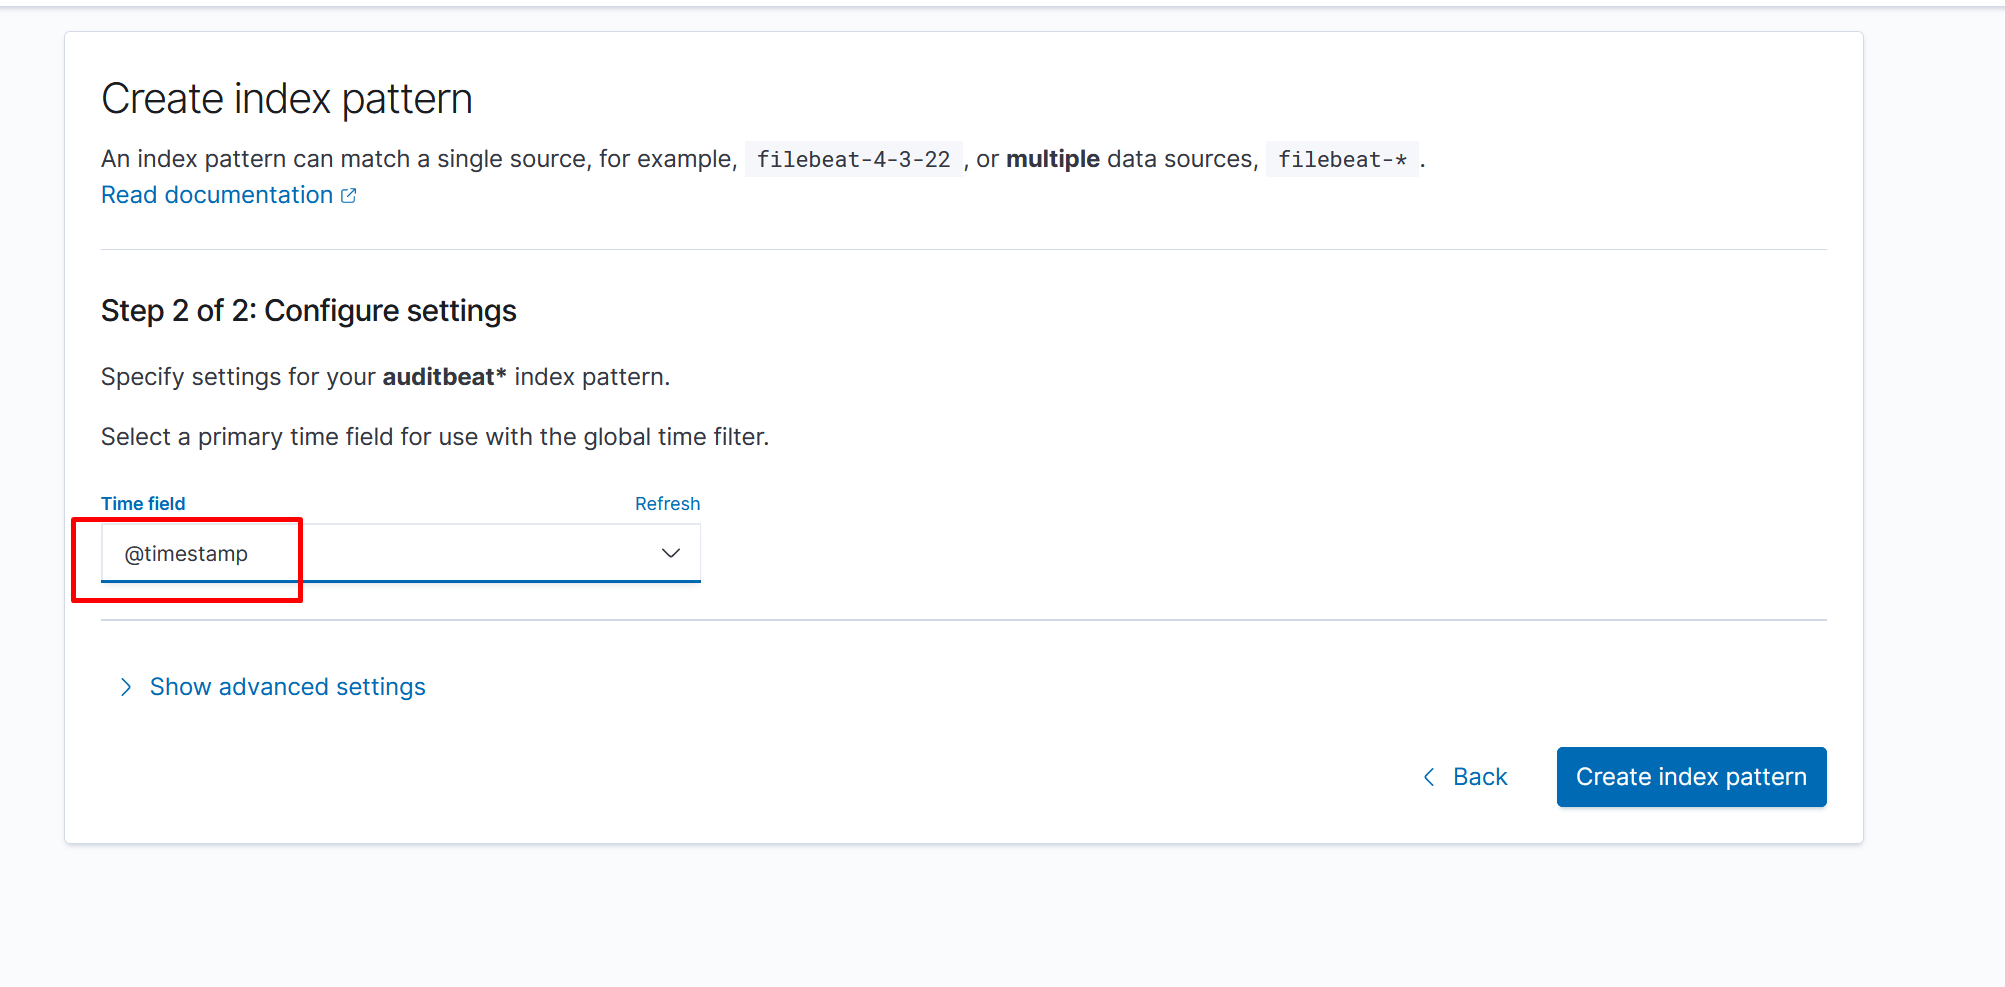 Create index pattern
An index pattern can match a single source, for example, filebeat-4-3-22 , or multiple data sources, filebeat-* .
Read documentation
Step 2 of 2: Configure settings
Specify settings for your auditbeat* index pattern.
Select a primary time field for use with the global time filter.
Time field Refresh
@timestamp
Show advanced settings
Back Create index pattern